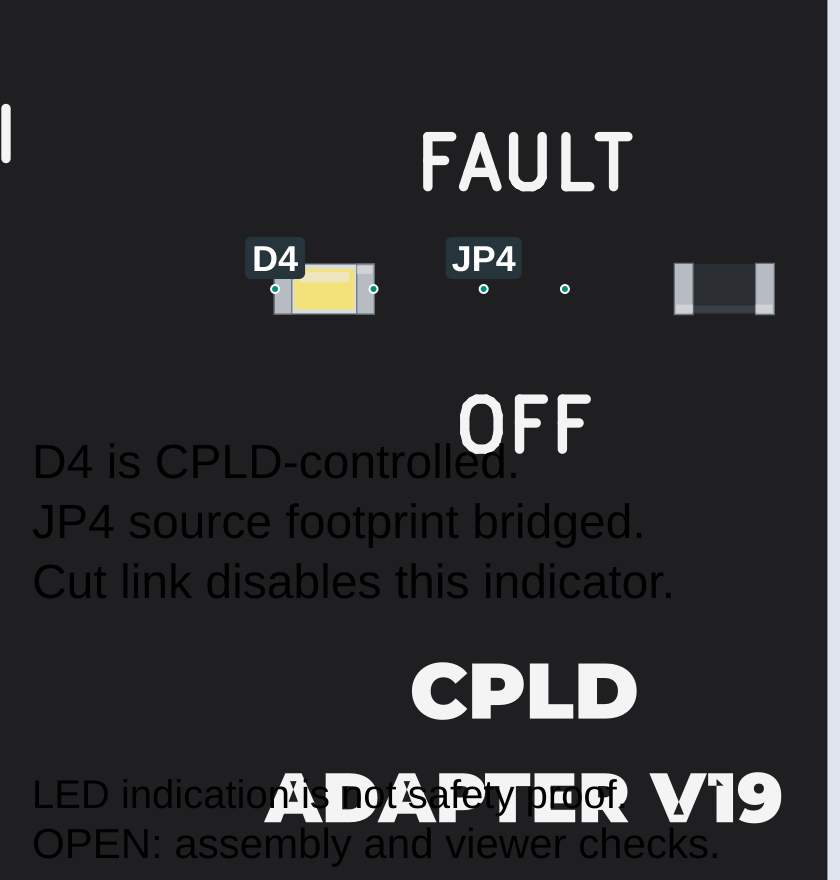 FAULT
D4 JP4
OFF
D4 is CPLD-controlled.
JP4 source footprint bridged.
Cut link disables this indicator.
CPLD
ADAPTER V19
LED indication is not safety proof.
OPEN: assembly and viewer checks.